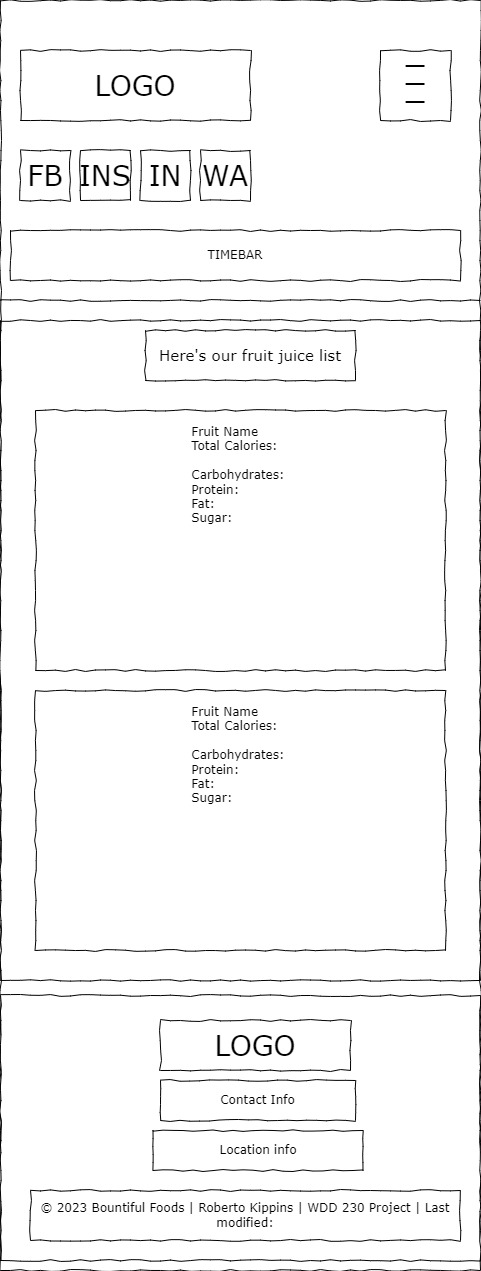 LOGO
FB INS IN WA
TIMEBAR
Here's our fruit juice list
Fruit Name
Total Calories:
Carbohydrates:
Protein:
Fat:
Sugar:
Fruit Name
Total Calories:
Carbohydrates:
Protein:
Fat:
Sugar:
LOGO
Contact Info
Location info
© 2023 Bountiful Foods | Roberto Kippins | WDD 230 Project | Last
modified: